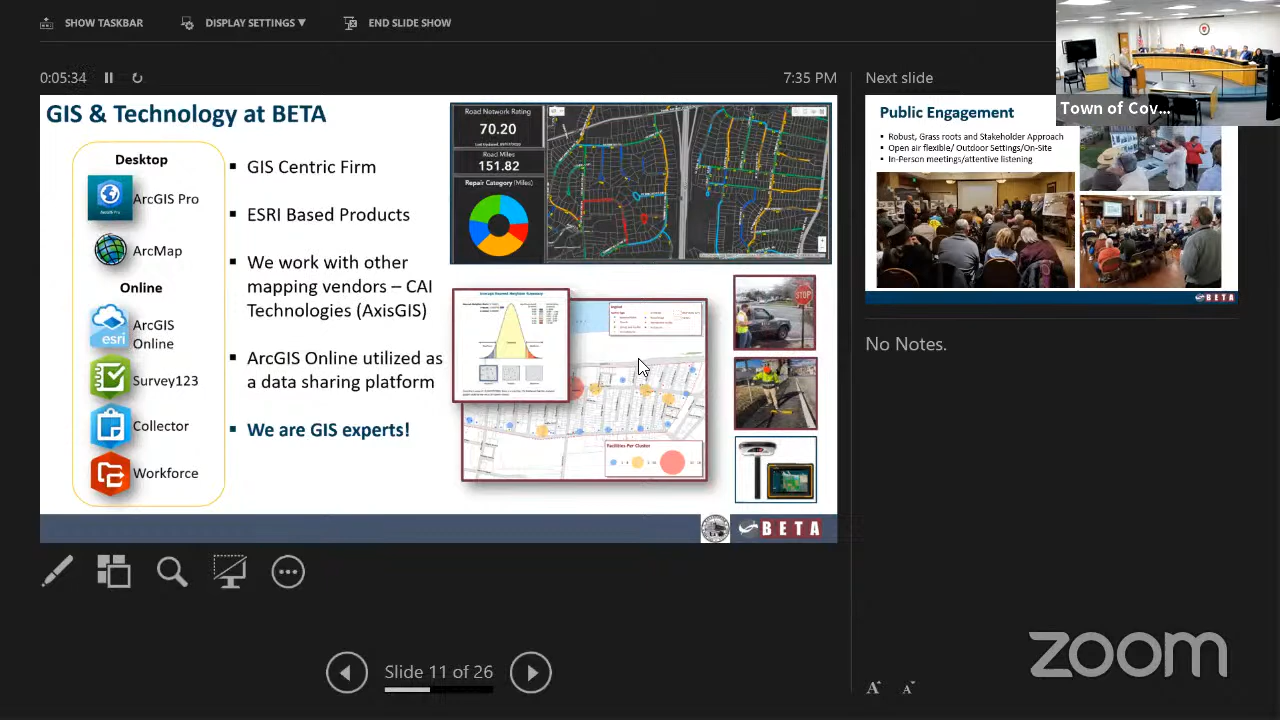 SHOW TASKBAR
DISPLAY SETTINGS ▼
END SLIDE SHOW
0:05:34
7:35 PM
Next slide
Town of Cov...
GIS & Technology at BETA
Desktop
ArcGIS Pro
ArcMap
Online
esri
ArcGIS
Online
Survey123
Collector
Workforce
▪ GIS Centric Firm
▪ ESRI Based Products
▪ We work with other
mapping vendors – CAI
Technologies (AxisGIS)
▪ ArcGIS Online utilized as
a data sharing platform
▪ We are GIS experts!
Road Network Rating
70.20
Road Miles
151.82
Repair Category (Miles)
Facilities Per Cluster
STOP
BETA
Public Engagement
▪ Robust, Grass roots and Stakeholder Approach
▪ Open air flexible/ Outdoor Settings/On-Site
▪ In-Person meetings/attentive listening
BETA
No Notes.
Slide 11 of 26
A
A
zoom